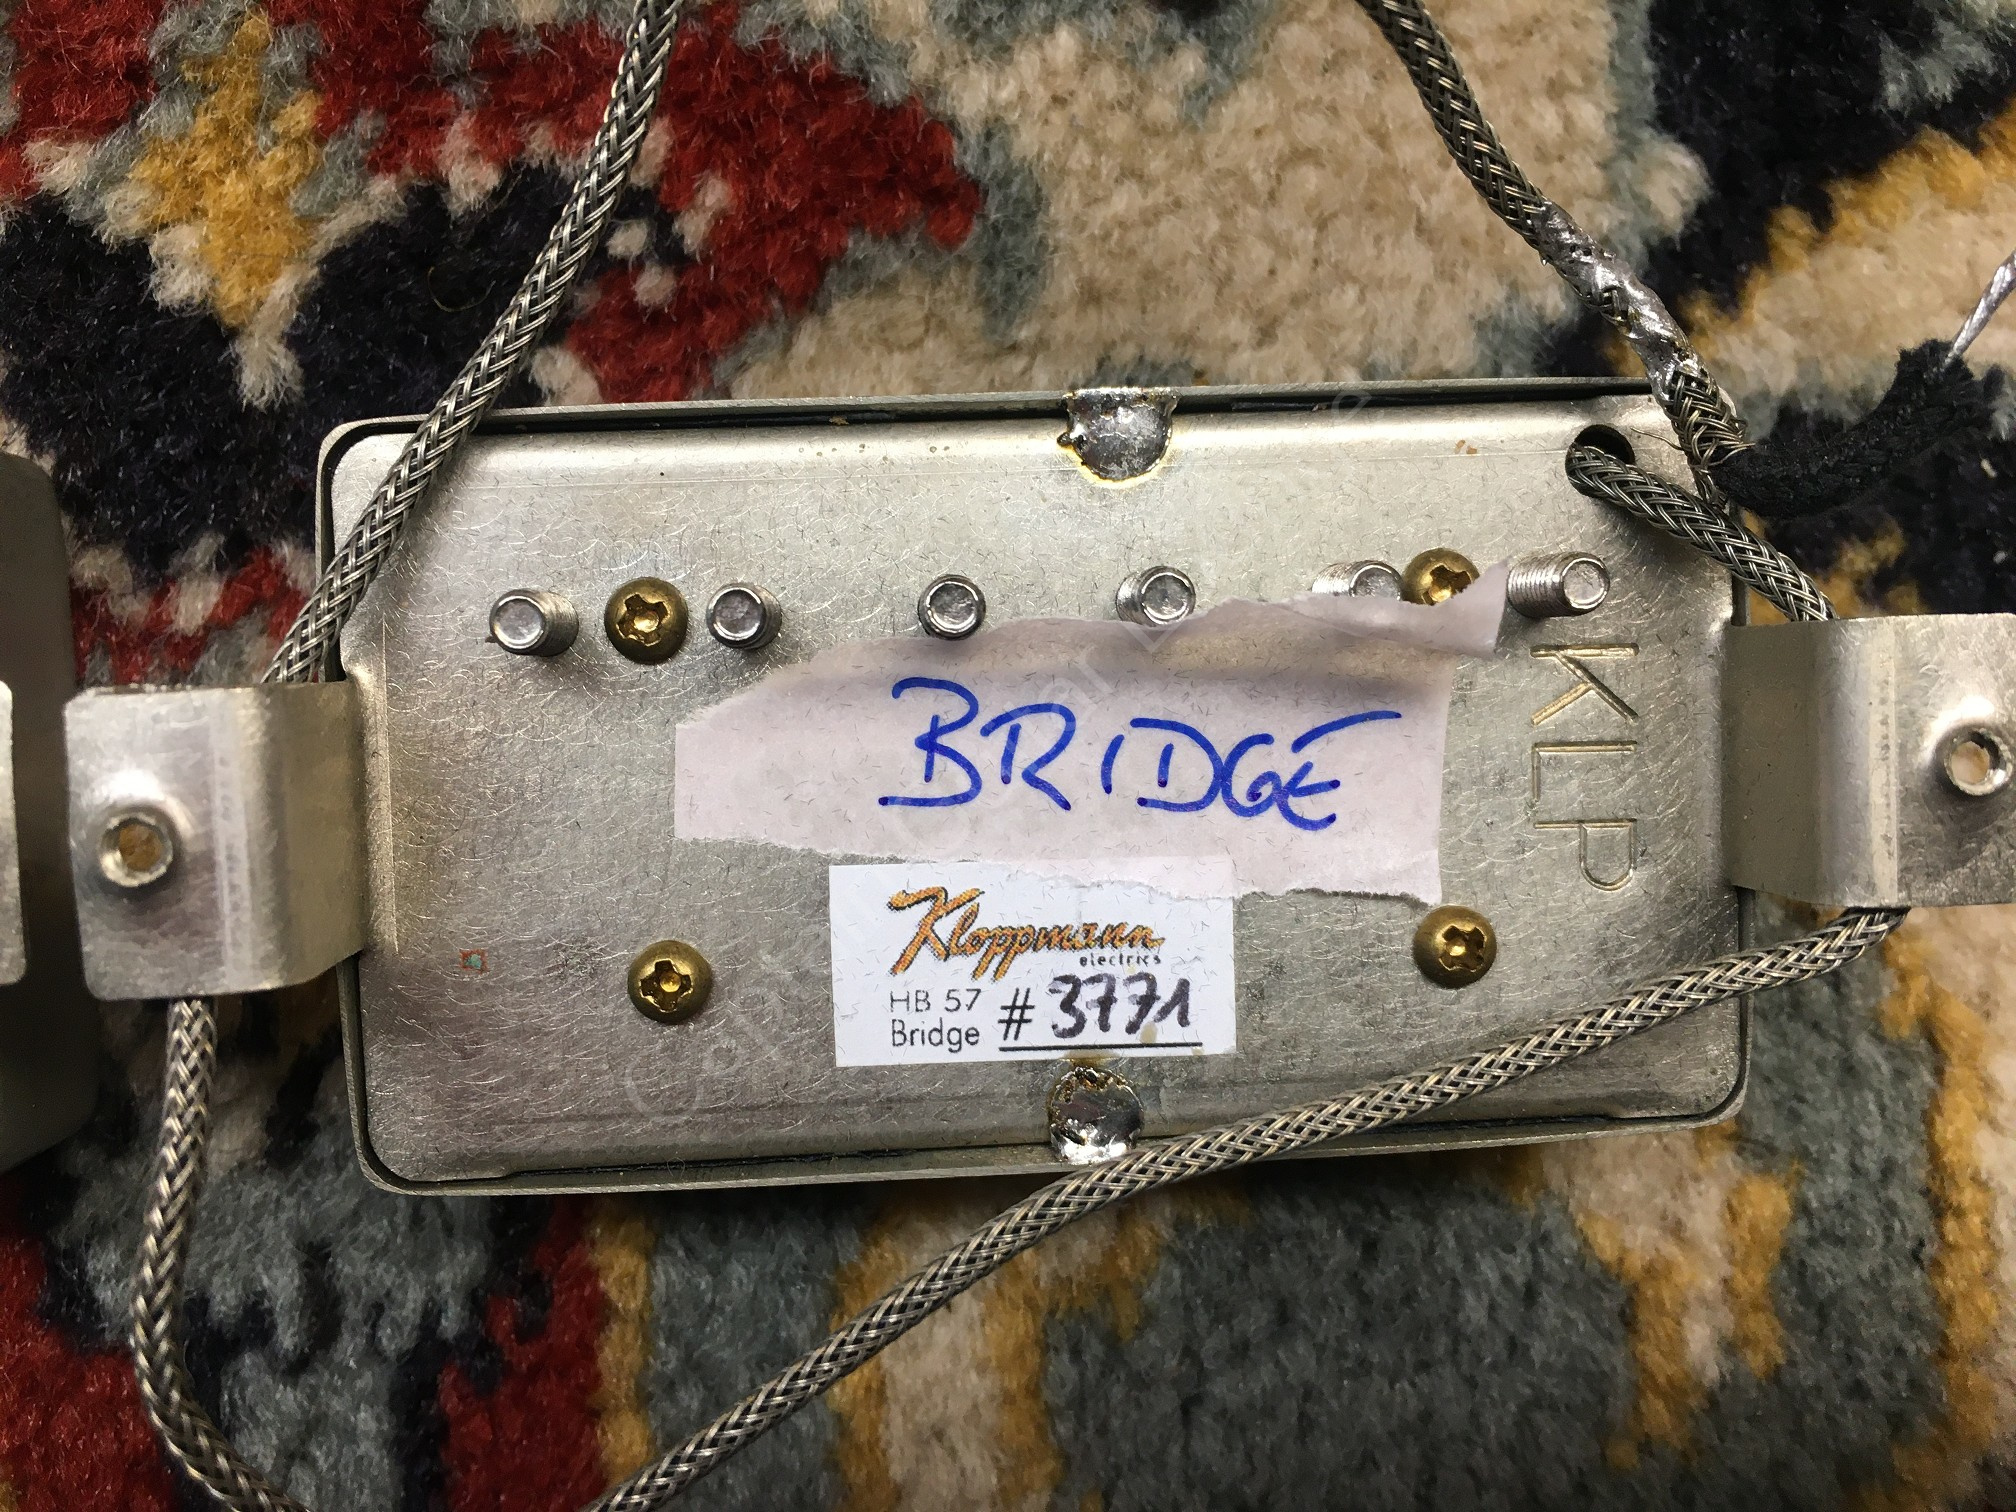 BRIDGE
KLP
Kloppmann
electrics
HB 57
Bridge # 3771